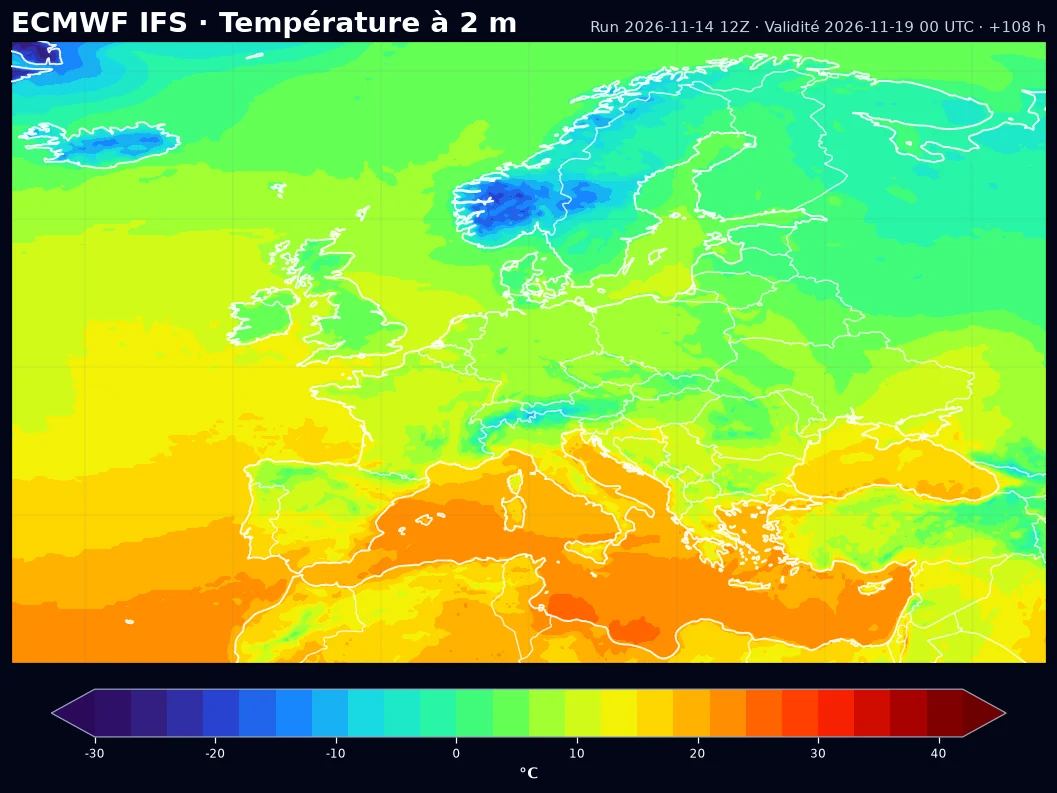 ECMWF IFS · Température à 2 m
Run 2026-11-14 12Z · Validité 2026-11-19 00 UTC · +108 h
-30 -20 -10 0 10 20 30 40
°C